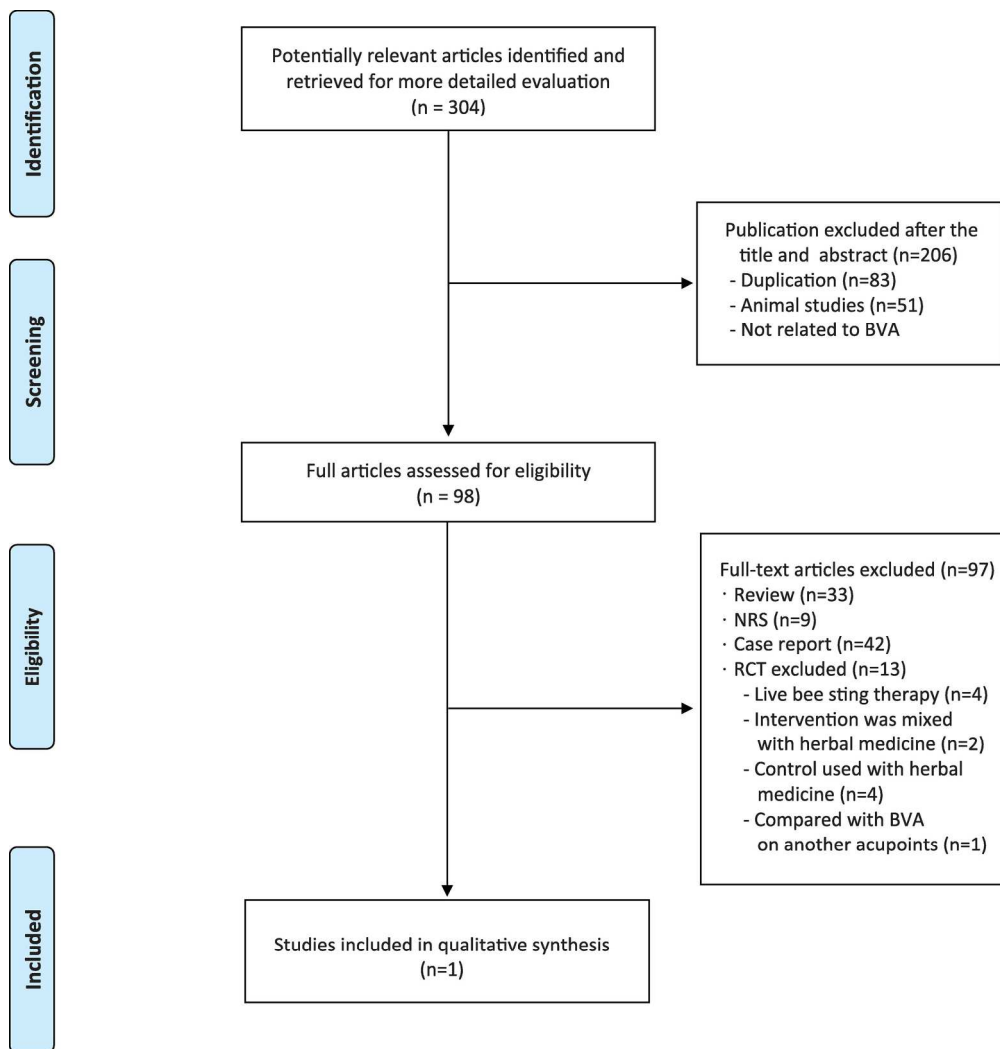 Identification
Potentially relevant articles identified and
retrieved for more detailed evaluation
(n = 304)
Screening
Publication excluded after the
title and abstract (n=206)
- Duplication (n=83)
- Animal studies (n=51)
- Not related to BVA
Full articles assessed for eligibility
(n = 98)
Eligibility
Full-text articles excluded (n=97)
· Review (n=33)
· NRS (n=9)
· Case report (n=42)
· RCT excluded (n=13)
- Live bee sting therapy (n=4)
- Intervention was mixed
with herbal medicine (n=2)
- Control used with herbal
medicine (n=4)
- Compared with BVA
on another acupoints (n=1)
Included
Studies included in qualitative synthesis
(n=1)